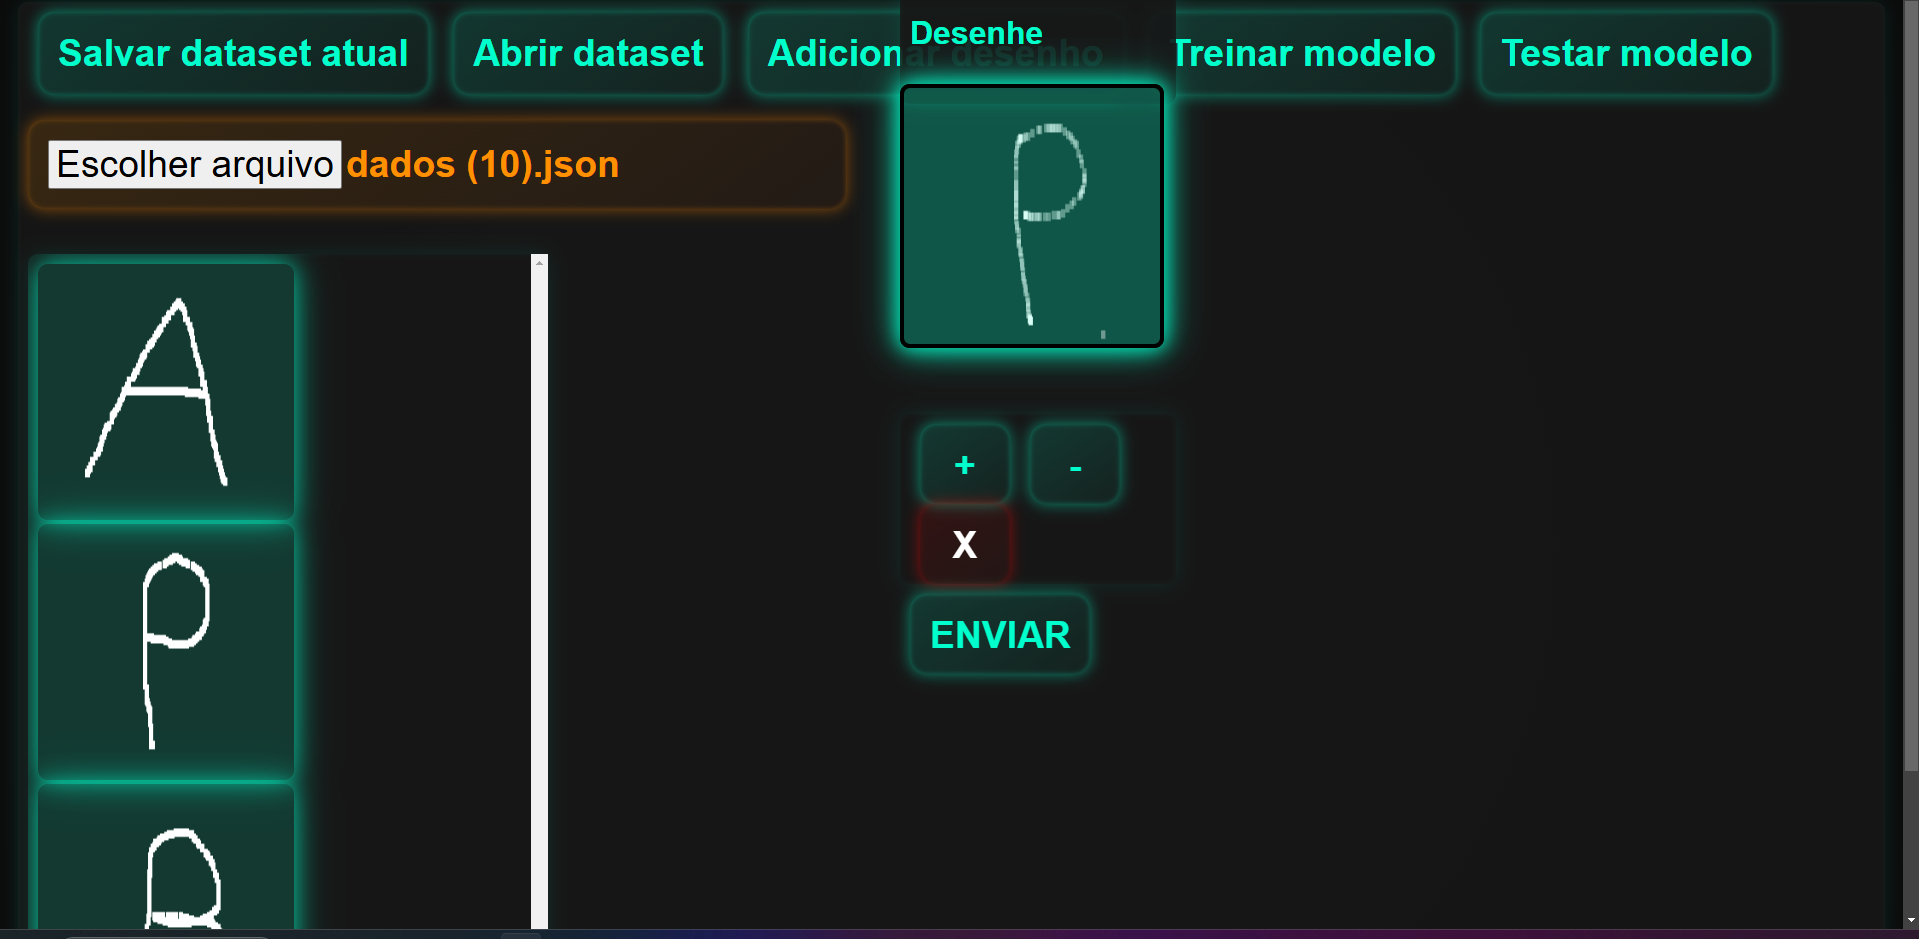 Salvar dataset atual
Abrir dataset
Adicionar desenho
Treinar modelo
Testar modelo
Desenhe
Escolher arquivo dados (10).json
P
A
P
+
-
X
ENVIAR